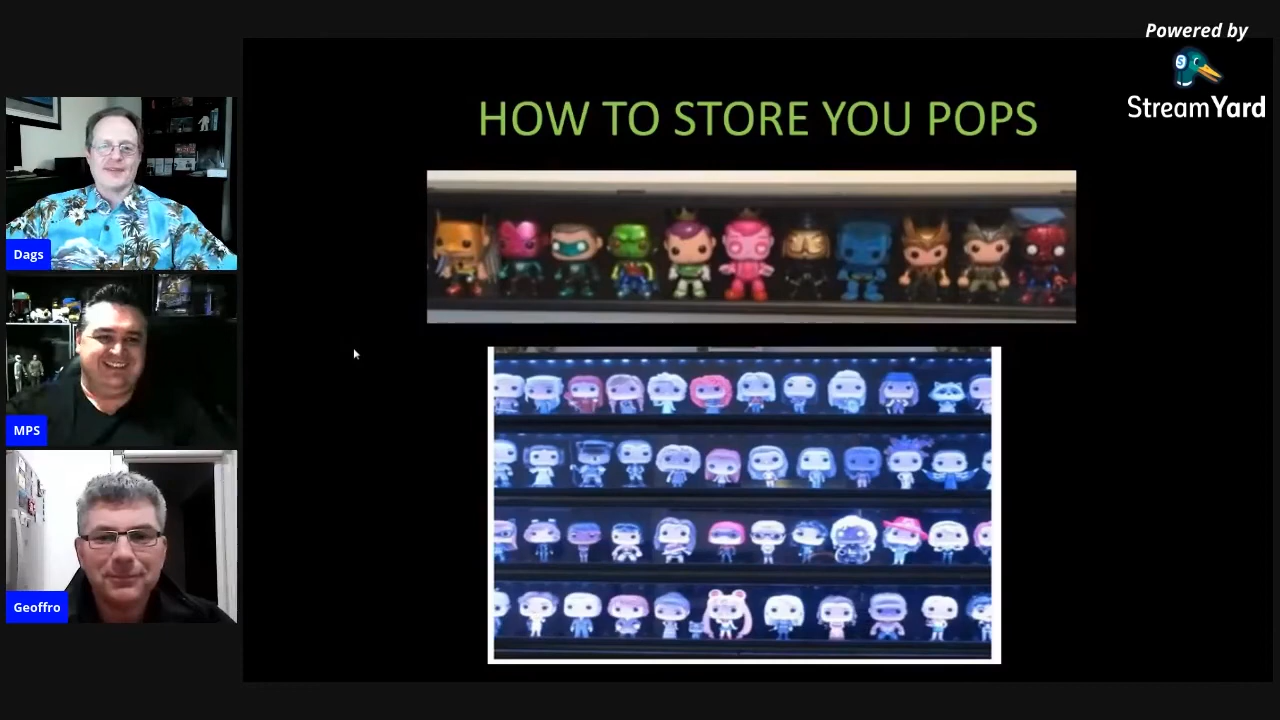 Powered by
StreamYard
HOW TO STORE YOU POPS
Dags
MPS
Geoffro